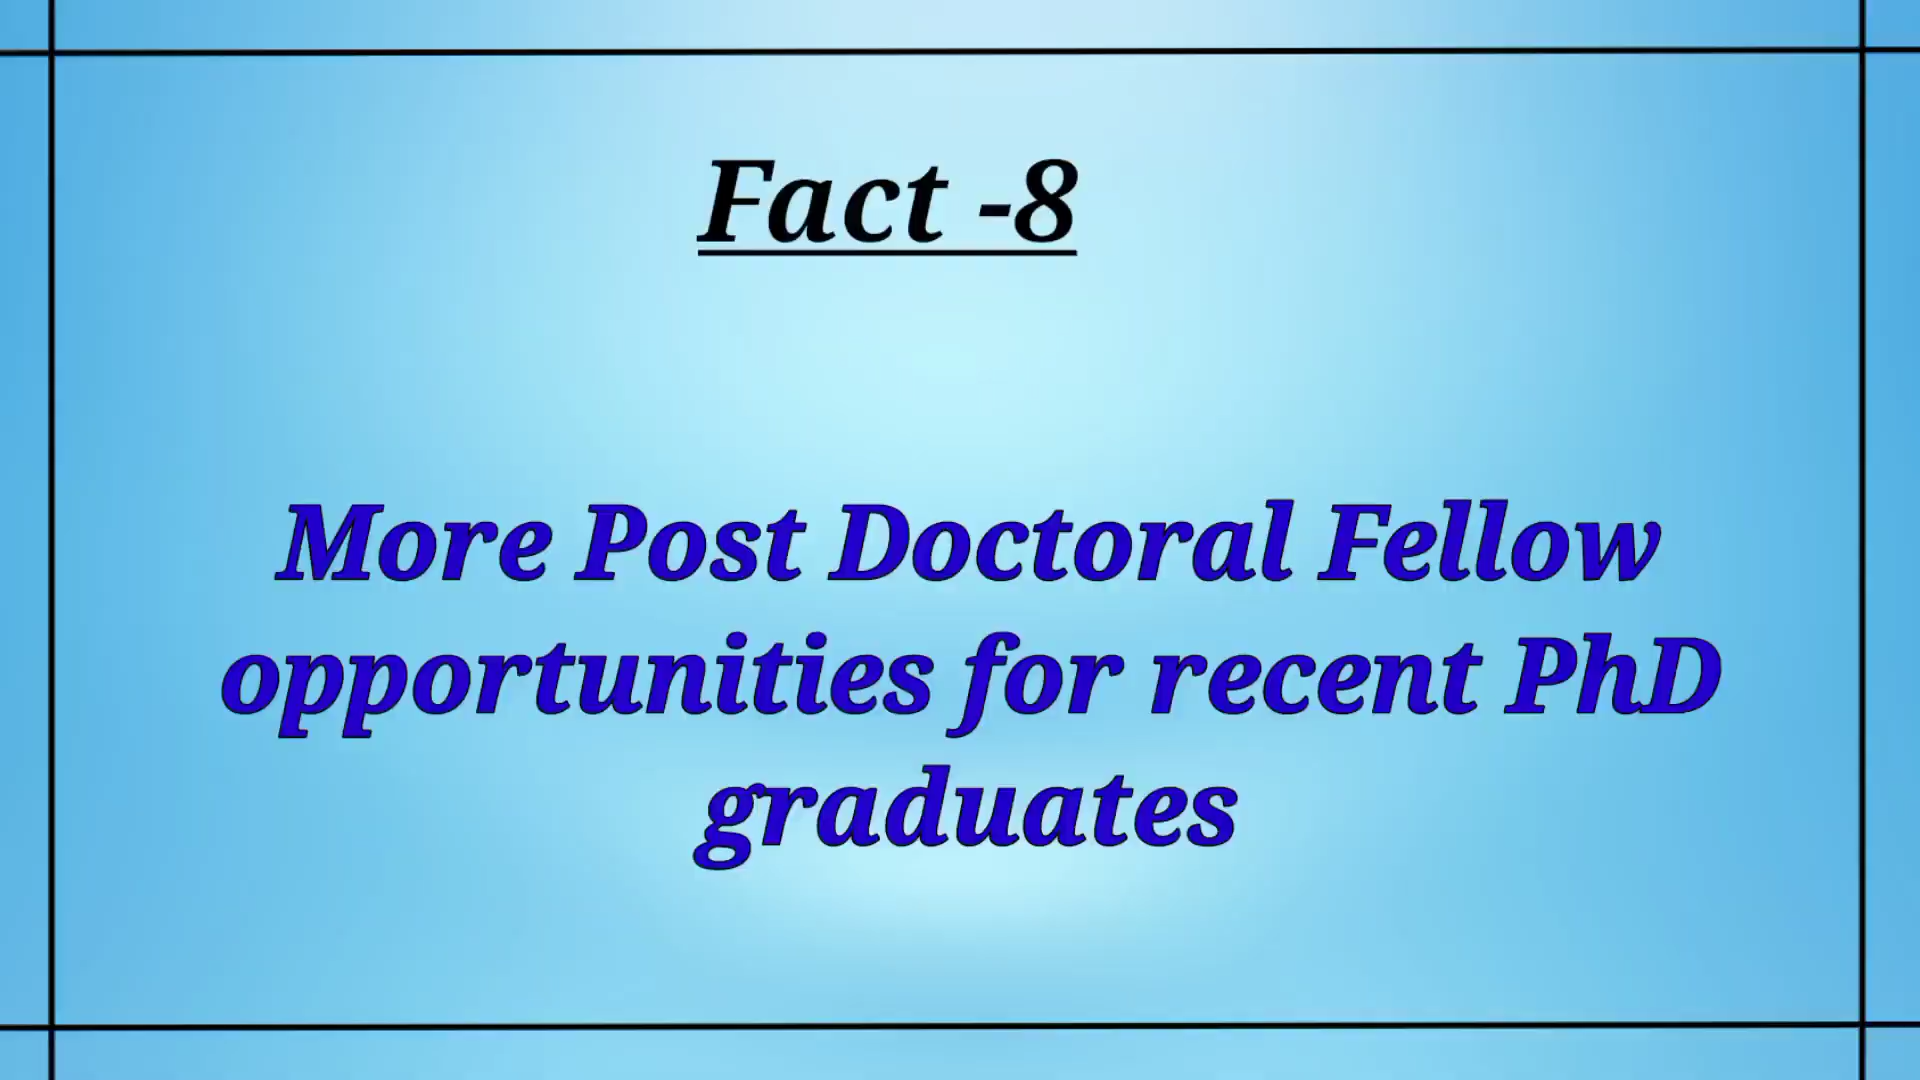 Fact -8
More Post Doctoral Fellow
opportunities for recent PhD
graduates